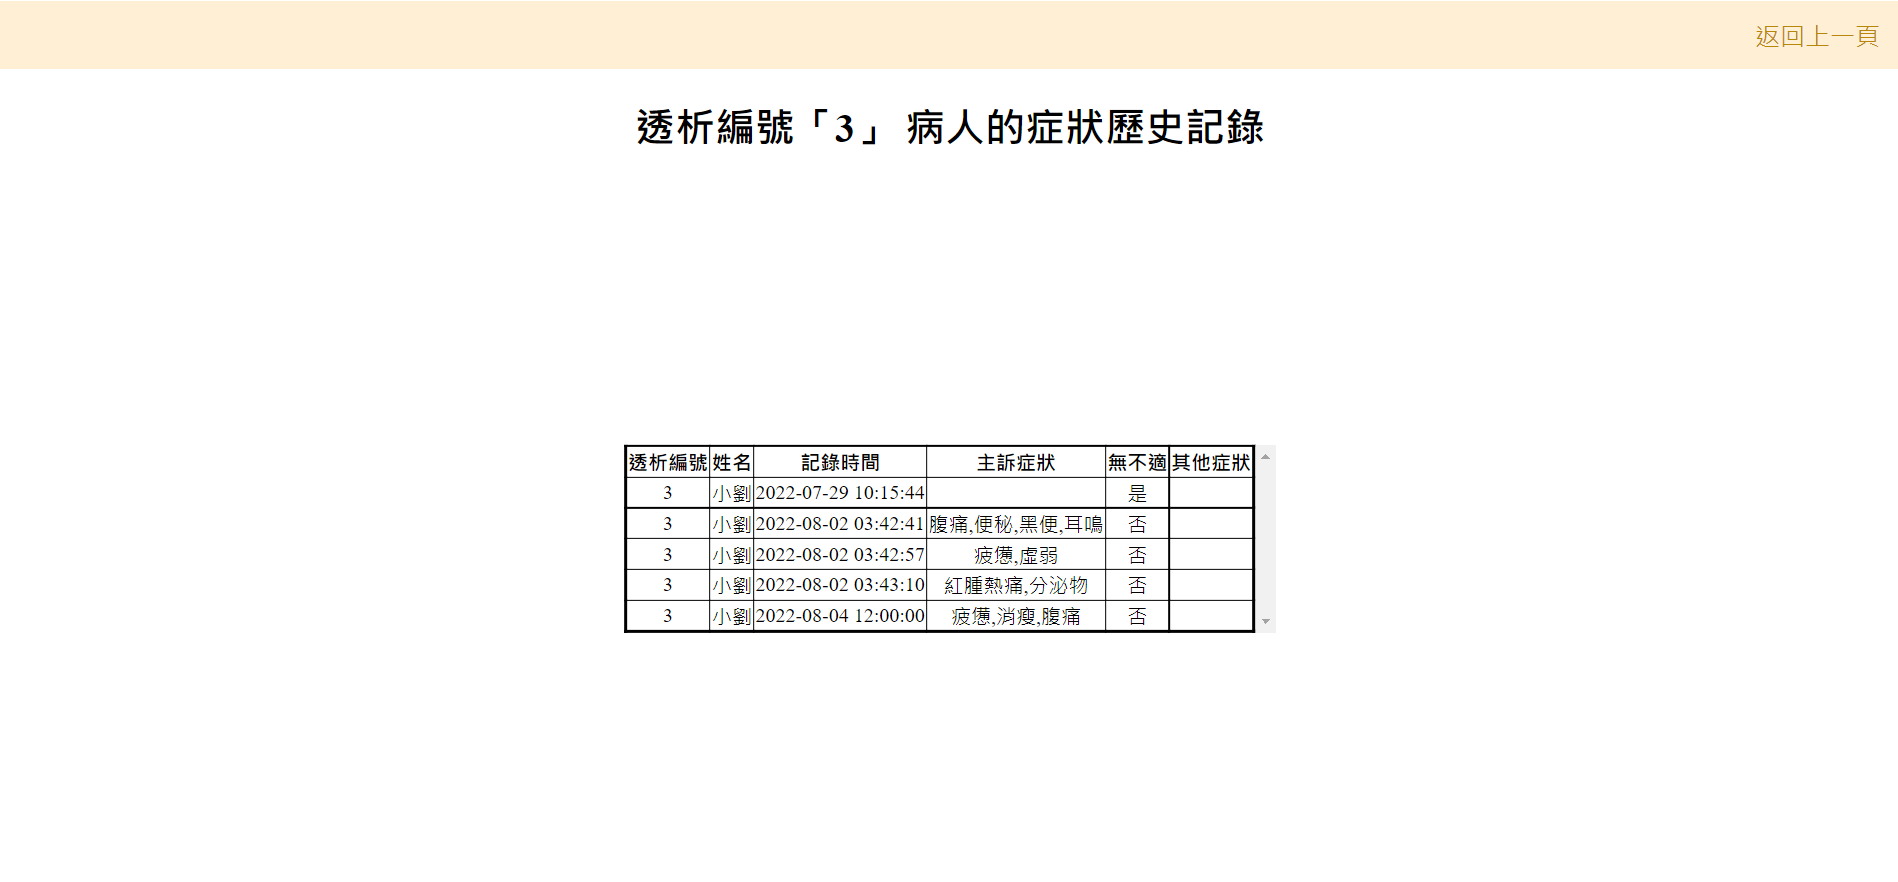 返回上一頁
透析編號「3」 病人的症狀歷史記錄
透析編號 姓名 記錄時間 主訴症狀 無不適 其他症狀
3 小劉 2022-07-29 10:15:44 是
3 小劉 2022-08-02 03:42:41 腹痛,便秘,黑便,耳鳴 否
3 小劉 2022-08-02 03:42:57 疲憊,虛弱 否
3 小劉 2022-08-02 03:43:10 紅腫熱痛,分泌物 否
3 小劉 2022-08-04 12:00:00 疲憊,消瘦,腹痛 否